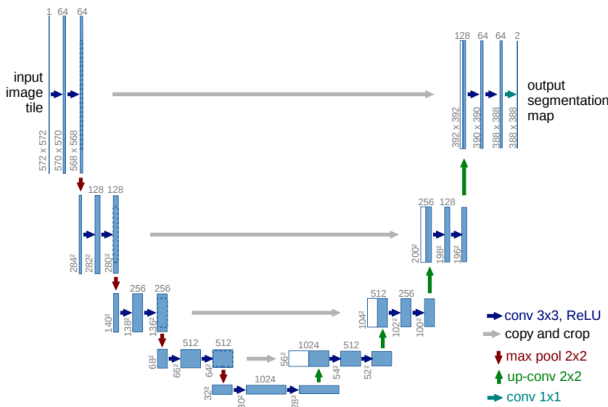 1 64 64
input
image
tile
572 x 572
570 x 570
568 x 568
128 64 64 2
output
segmentation
map
392 x 392
390 x 390
388 x 388
388 x 388
128 128
284²
282²
280²
256 128
200²
198²
196²
256 256
140²
138²
136²
512 256
104²
102²
100²
512 512
68²
66²
64²
1024 512
56²
54²
52²
1024
32²
30²
28²
conv 3x3, ReLU
copy and crop
max pool 2x2
up-conv 2x2
conv 1x1